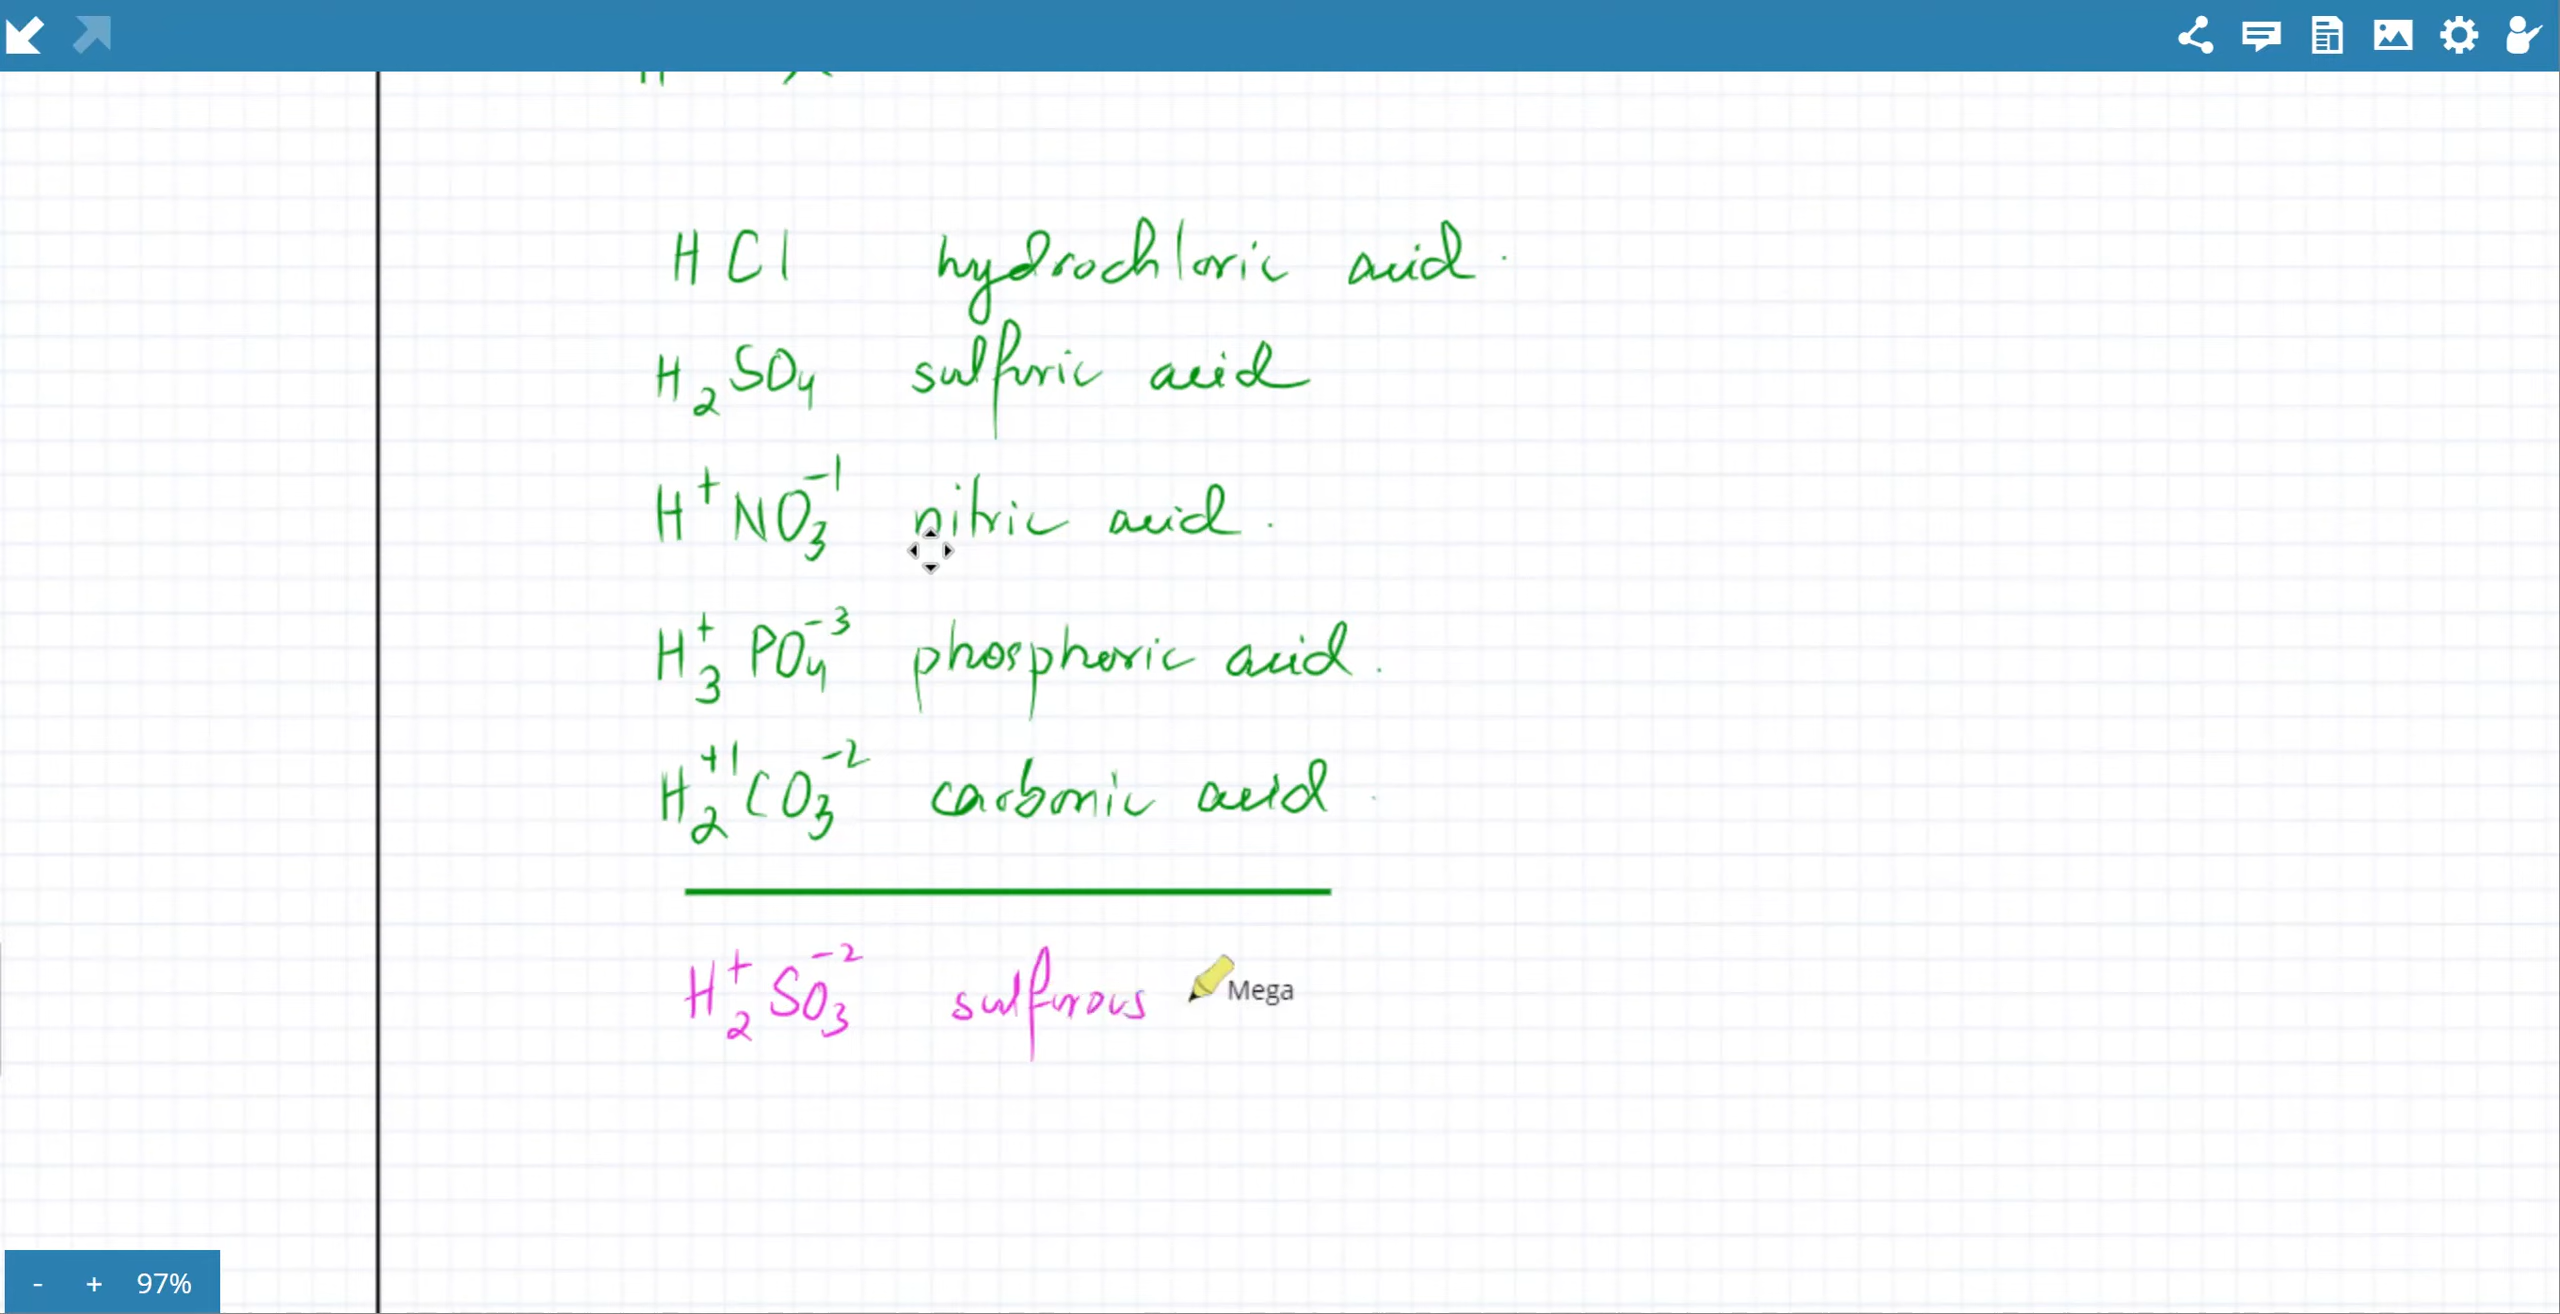 HCl hydrochloric acid.
H₂SO₄ sulfuric acid
H⁺NO₃⁻¹ nitric acid.
H₃⁺PO₄⁻³ phosphoric acid.
H₂⁺¹CO₃⁻² carbonic acid.
H₂⁺SO₃⁻² sulfurous
Mega
- + 97%